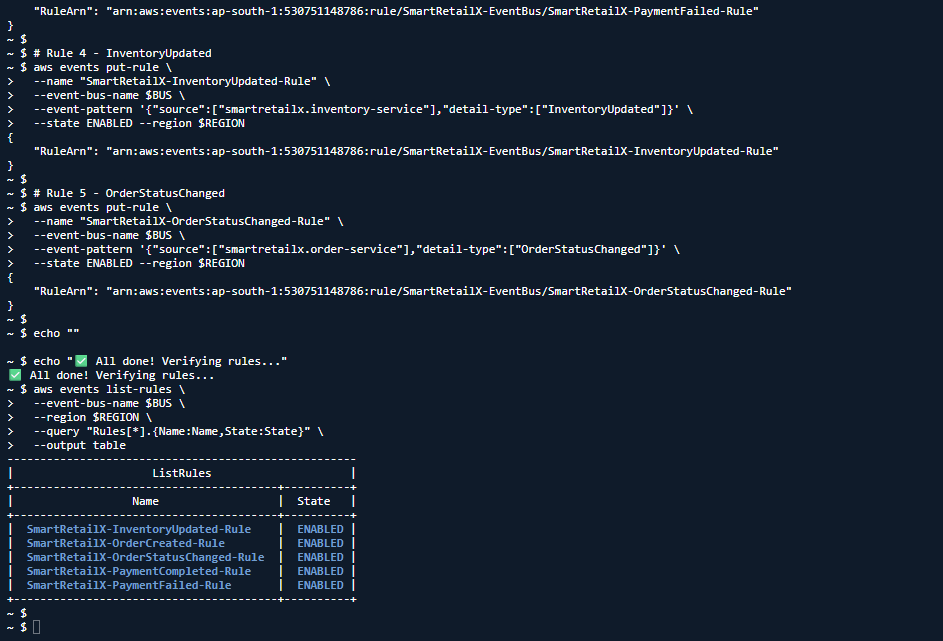 "RuleArn": "arn:aws:events:ap-south-1:530751148786:rule/SmartRetailX-EventBus/SmartRetailX-PaymentFailed-Rule"
}
~ $
~ $ # Rule 4 - InventoryUpdated
~ $ aws events put-rule \
>   --name "SmartRetailX-InventoryUpdated-Rule" \
>   --event-bus-name $BUS \
>   --event-pattern '{"source":["smartretailx.inventory-service"],"detail-type":["InventoryUpdated"]}' \
>   --state ENABLED --region $REGION
{
    "RuleArn": "arn:aws:events:ap-south-1:530751148786:rule/SmartRetailX-EventBus/SmartRetailX-InventoryUpdated-Rule"
}
~ $
~ $ # Rule 5 - OrderStatusChanged
~ $ aws events put-rule \
>   --name "SmartRetailX-OrderStatusChanged-Rule" \
>   --event-bus-name $BUS \
>   --event-pattern '{"source":["smartretailx.order-service"],"detail-type":["OrderStatusChanged"]}' \
>   --state ENABLED --region $REGION
{
    "RuleArn": "arn:aws:events:ap-south-1:530751148786:rule/SmartRetailX-EventBus/SmartRetailX-OrderStatusChanged-Rule"
}
~ $
~ $ echo ""

~ $ echo "✅ All done! Verifying rules..."
✅ All done! Verifying rules...
~ $ aws events list-rules \
>   --event-bus-name $BUS \
>   --region $REGION \
>   --query "Rules[*].{Name:Name,State:State}" \
>   --output table
-----------------------------------------------------
|                     ListRules                     |
+----------------------------------------+----------+
|                  Name                  |  State   |
+----------------------------------------+----------+
|  SmartRetailX-InventoryUpdated-Rule    |  ENABLED |
|  SmartRetailX-OrderCreated-Rule        |  ENABLED |
|  SmartRetailX-OrderStatusChanged-Rule  |  ENABLED |
|  SmartRetailX-PaymentCompleted-Rule    |  ENABLED |
|  SmartRetailX-PaymentFailed-Rule       |  ENABLED |
+----------------------------------------+----------+
~ $
~ $